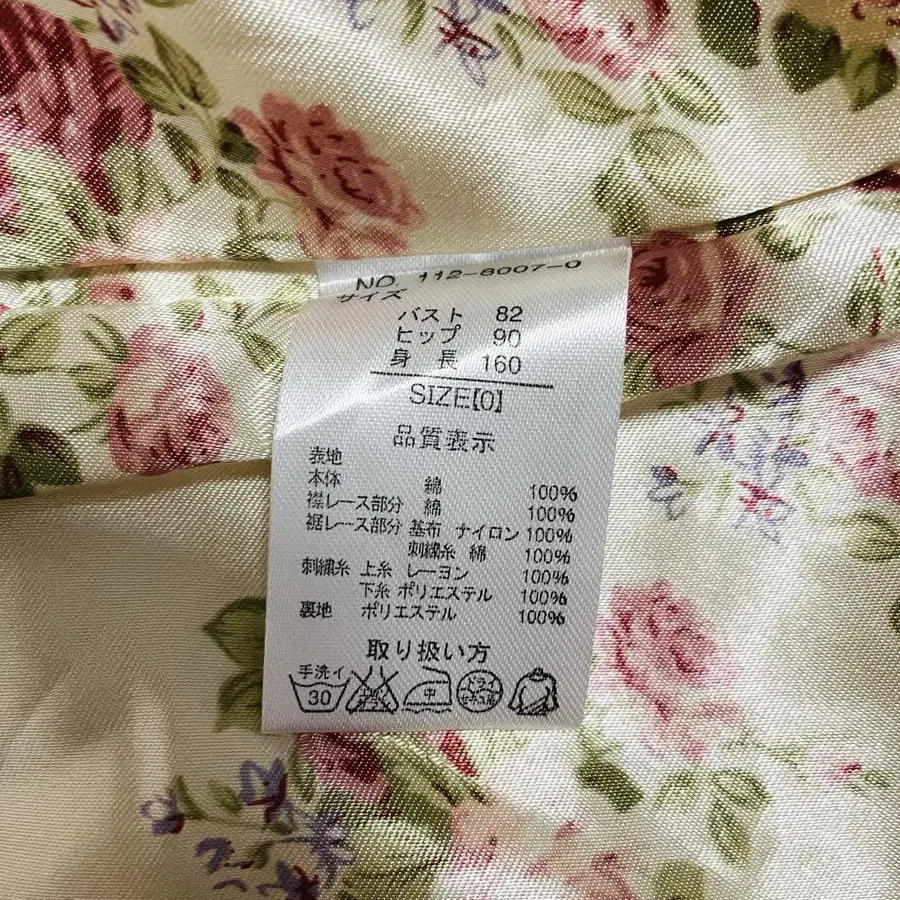 NO. 112-8007-0
サイズ
バスト 82
ヒップ 90
身長 160
SIZE【0】
品質表示
表地
本体 綿 100%
襟レース部分 綿 100%
裾レース部分 基布 ナイロン 100%
刺繍糸 綿 100%
刺繍糸 上糸 レーヨン 100%
下糸 ポリエステル 100%
裏地 ポリエステル 100%
取り扱い方
手洗イ
30
中
ドライ